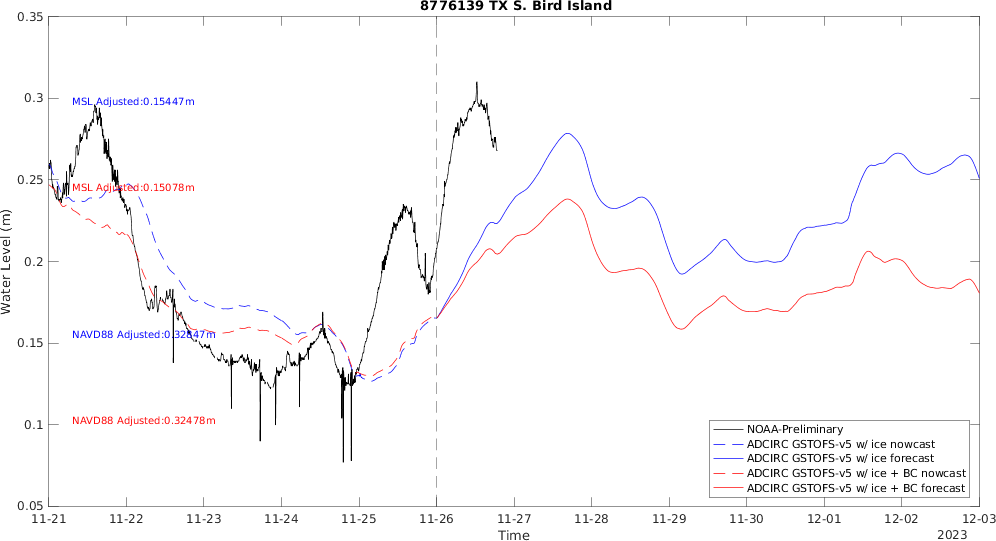 8776139 TX S. Bird Island
0.35
0.3
0.25
0.2
0.15
0.1
0.05
Water Level (m)
MSL Adjusted:0.15447m
MSL Adjusted:0.15078m
NAVD88 Adjusted:0.32847m
NAVD88 Adjusted:0.32478m
NOAA-Preliminary
ADCIRC GSTOFS-v5 w/ ice nowcast
ADCIRC GSTOFS-v5 w/ ice forecast
ADCIRC GSTOFS-v5 w/ ice + BC nowcast
ADCIRC GSTOFS-v5 w/ ice + BC forecast
11-21 11-22 11-23 11-24 11-25 11-26 11-27 11-28 11-29 11-30 12-01 12-02 12-03
Time
2023